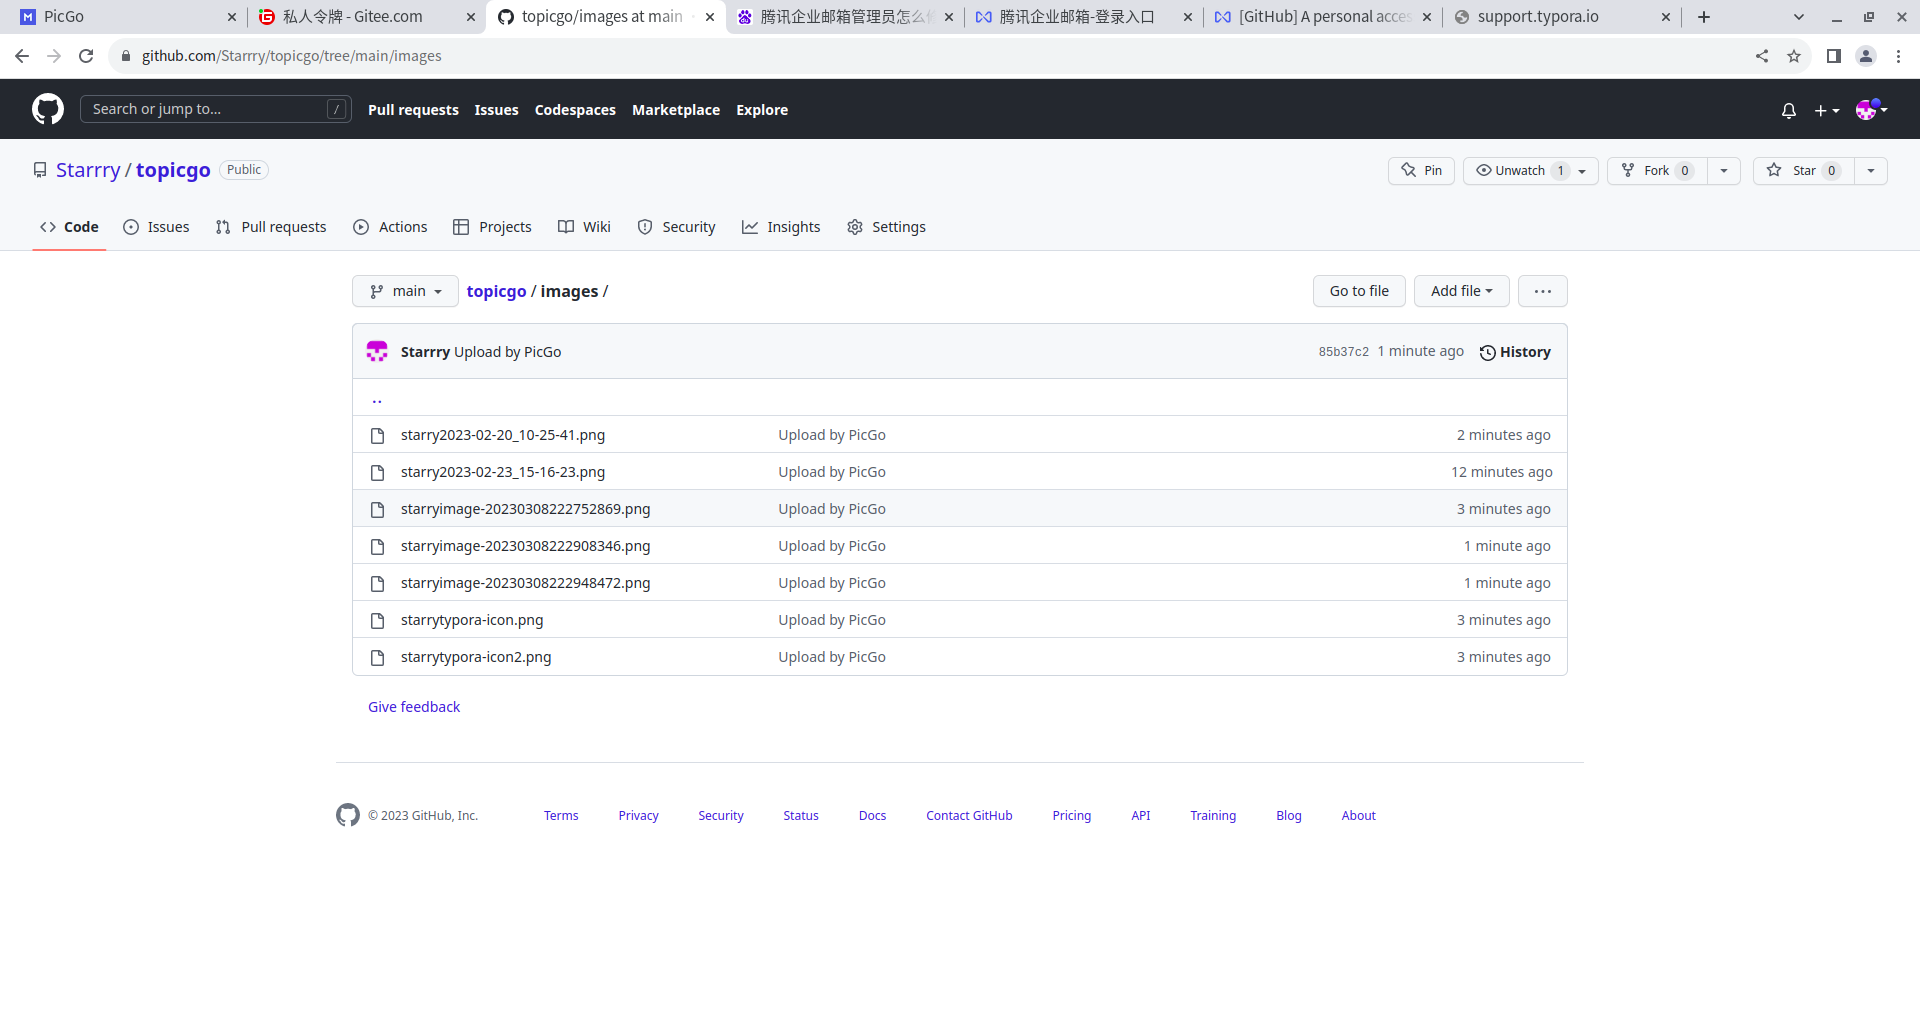 PicGo
私人令牌 - Gitee.com
topicgo/images at main
腾讯企业邮箱管理员怎么
腾讯企业邮箱-登录入口
[GitHub] A personal acces
support.typora.io
github.com/Starrry/topicgo/tree/main/images
Search or jump to... /
Pull requests Issues Codespaces Marketplace Explore
Starrry / topicgo Public
Pin Unwatch 1 Fork 0 Star 0
Code Issues Pull requests Actions Projects Wiki Security Insights Settings
main topicgo / images / Go to file Add file ...
Starrry Upload by PicGo 85b37c2 1 minute ago History
..
starry2023-02-20_10-25-41.png Upload by PicGo 2 minutes ago
starry2023-02-23_15-16-23.png Upload by PicGo 12 minutes ago
starryimage-20230308222752869.png Upload by PicGo 3 minutes ago
starryimage-20230308222908346.png Upload by PicGo 1 minute ago
starryimage-20230308222948472.png Upload by PicGo 1 minute ago
starrytypora-icon.png Upload by PicGo 3 minutes ago
starrytypora-icon2.png Upload by PicGo 3 minutes ago
Give feedback
© 2023 GitHub, Inc. Terms Privacy Security Status Docs Contact GitHub Pricing API Training Blog About